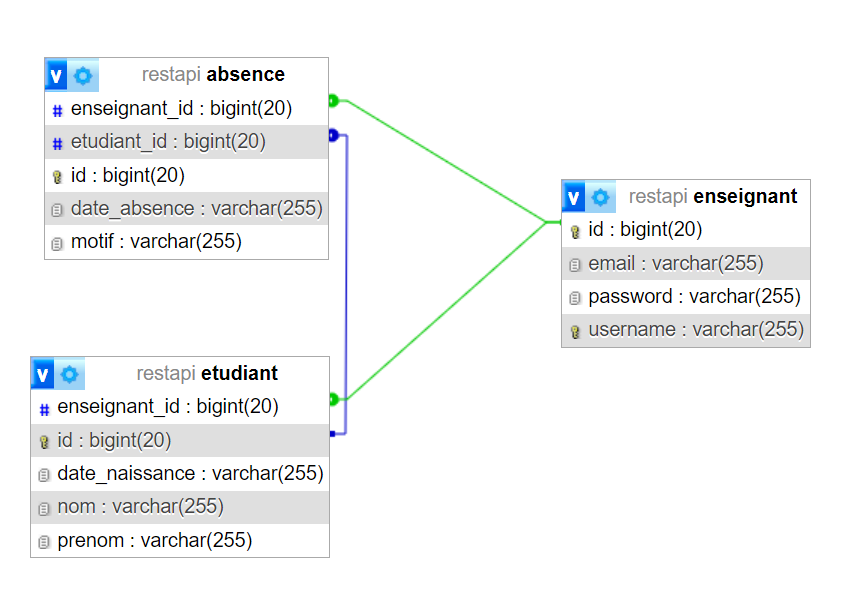 v restapi absence
# enseignant_id : bigint(20)
# etudiant_id : bigint(20)
id : bigint(20)
date_absence : varchar(255)
motif : varchar(255)
v restapi enseignant
id : bigint(20)
email : varchar(255)
password : varchar(255)
username : varchar(255)
v restapi etudiant
# enseignant_id : bigint(20)
id : bigint(20)
date_naissance : varchar(255)
nom : varchar(255)
prenom : varchar(255)